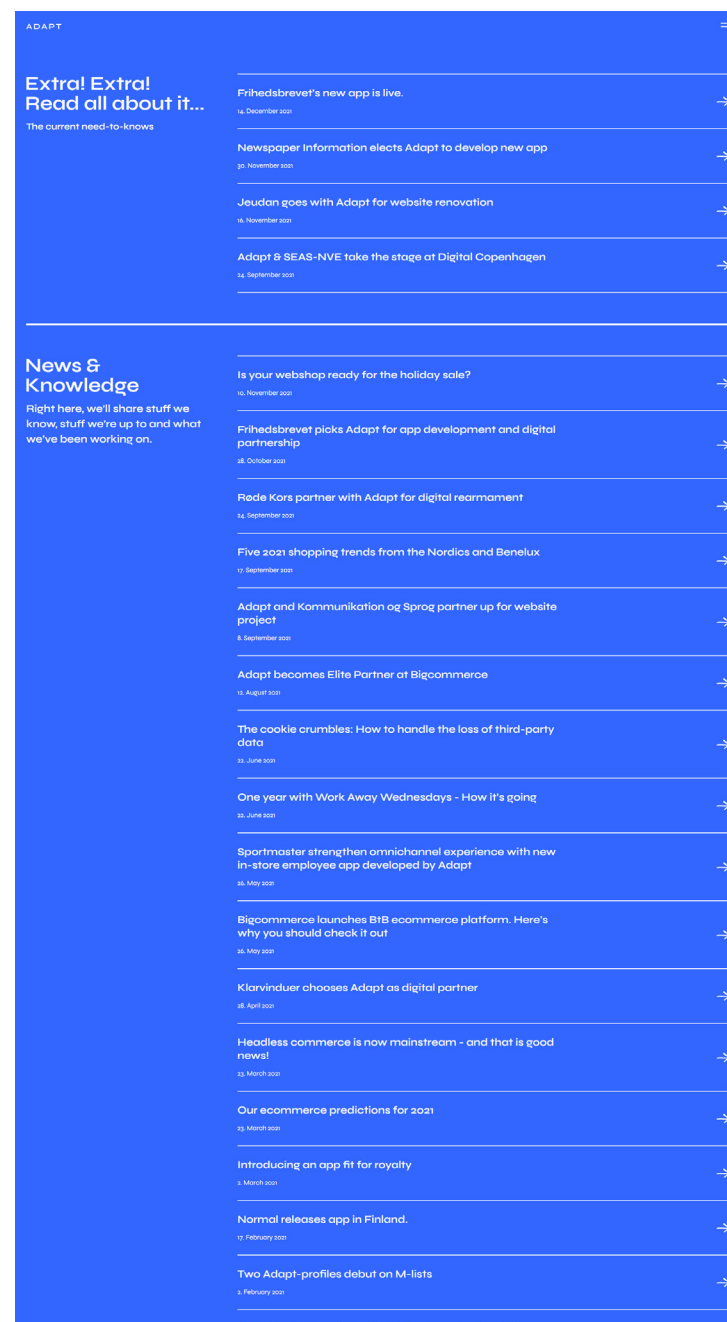 ADAPT
Extra! Extra!
Read all about it...
The current need-to-knows
Frihedsbrevet's new app is live.
14. December 2021
Newspaper Information elects Adapt to develop new app
30. November 2021
Jeudan goes with Adapt for website renovation
16. November 2021
Adapt & SEAS-NVE take the stage at Digital Copenhagen
24. September 2021
News &
Knowledge
Right here, we'll share stuff we
know, stuff we're up to and what
we've been working on.
Is your webshop ready for the holiday sale?
10. November 2021
Frihedsbrevet picks Adapt for app development and digital
partnership
28. October 2021
Røde Kors partner with Adapt for digital rearmament
24. September 2021
Five 2021 shopping trends from the Nordics and Benelux
17. September 2021
Adapt and Kommunikation og Sprog partner up for website
project
8. September 2021
Adapt becomes Elite Partner at Bigcommerce
12. August 2021
The cookie crumbles: How to handle the loss of third-party
data
22. June 2021
One year with Work Away Wednesdays - How it's going
22. June 2021
Sportmaster strengthen omnichannel experience with new
in-store employee app developed by Adapt
26. May 2021
Bigcommerce launches BtB ecommerce platform. Here's
why you should check it out
26. May 2021
Klarvinduer chooses Adapt as digital partner
28. April 2021
Headless commerce is now mainstream - and that is good
news!
23. March 2021
Our ecommerce predictions for 2021
23. March 2021
Introducing an app fit for royalty
2. March 2021
Normal releases app in Finland.
17. February 2021
Two Adapt-profiles debut on M-lists
2. February 2021